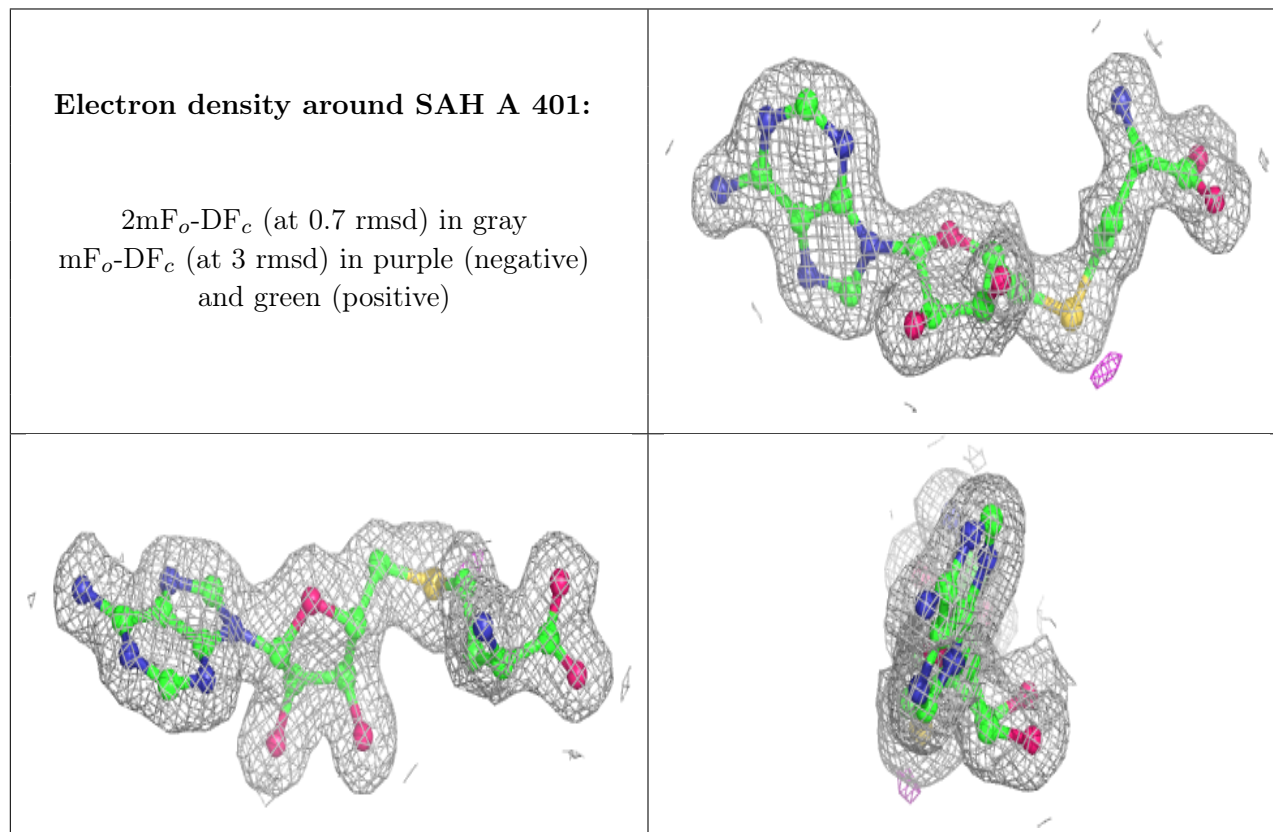 Electron density around SAH A 401:
2mFo-DFc (at 0.7 rmsd) in gray
mFo-DFc (at 3 rmsd) in purple (negative)
and green (positive)